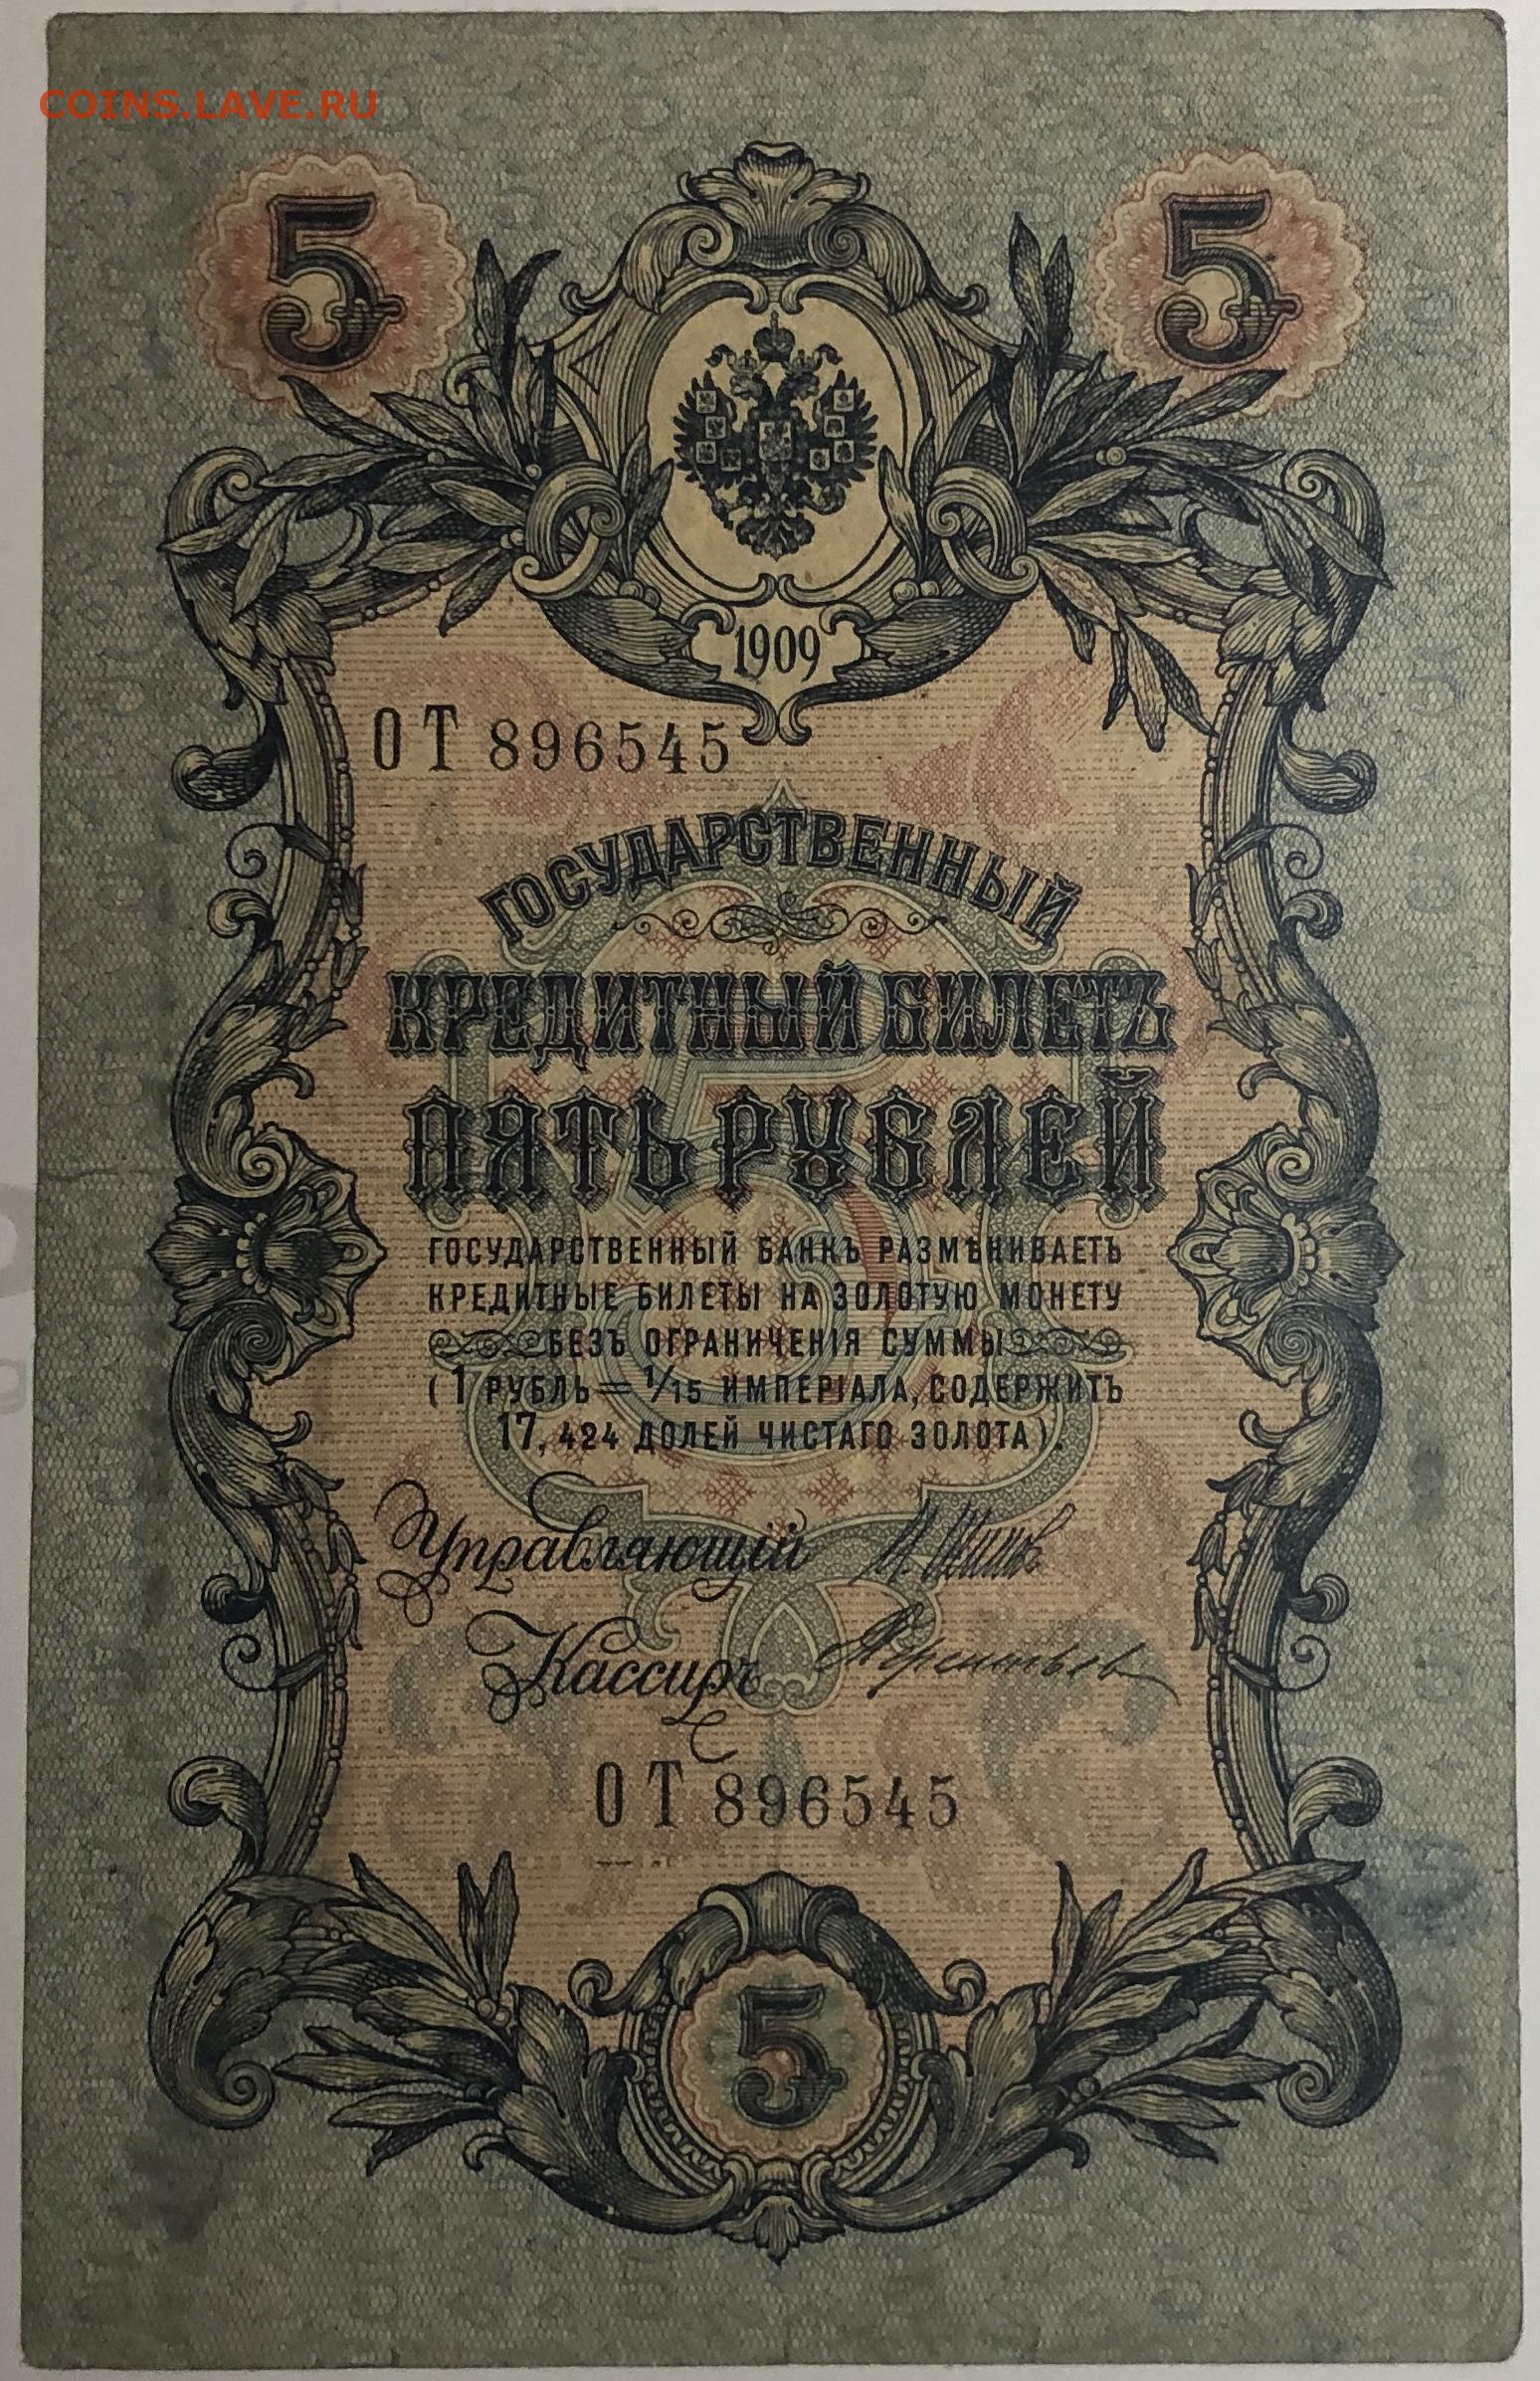 COINS.LAVE.RU
5 5
1909
ОТ 896545
ГОСУДАРСТВЕННЫЙ
КРЕДИТНЫЙ БИЛЕТЪ
ПЯТЬ РУБЛЕЙ
ГОСУДАРСТВЕННЫЙ БАНКЪ РАЗМѢНИВАЕТЪ
КРЕДИТНЫЕ БИЛЕТЫ НА ЗОЛОТУЮ МОНЕТУ
БЕЗЪ ОГРАНИЧЕНІЯ СУММЫ
(1 РУБЛЬ = 1/15 ИМПЕРІАЛА, СОДЕРЖИТЪ
17,424 ДОЛЕЙ ЧИСТАГО ЗОЛОТА).
Управляющій И. Шипов
Кассиръ
ОТ 896545
5